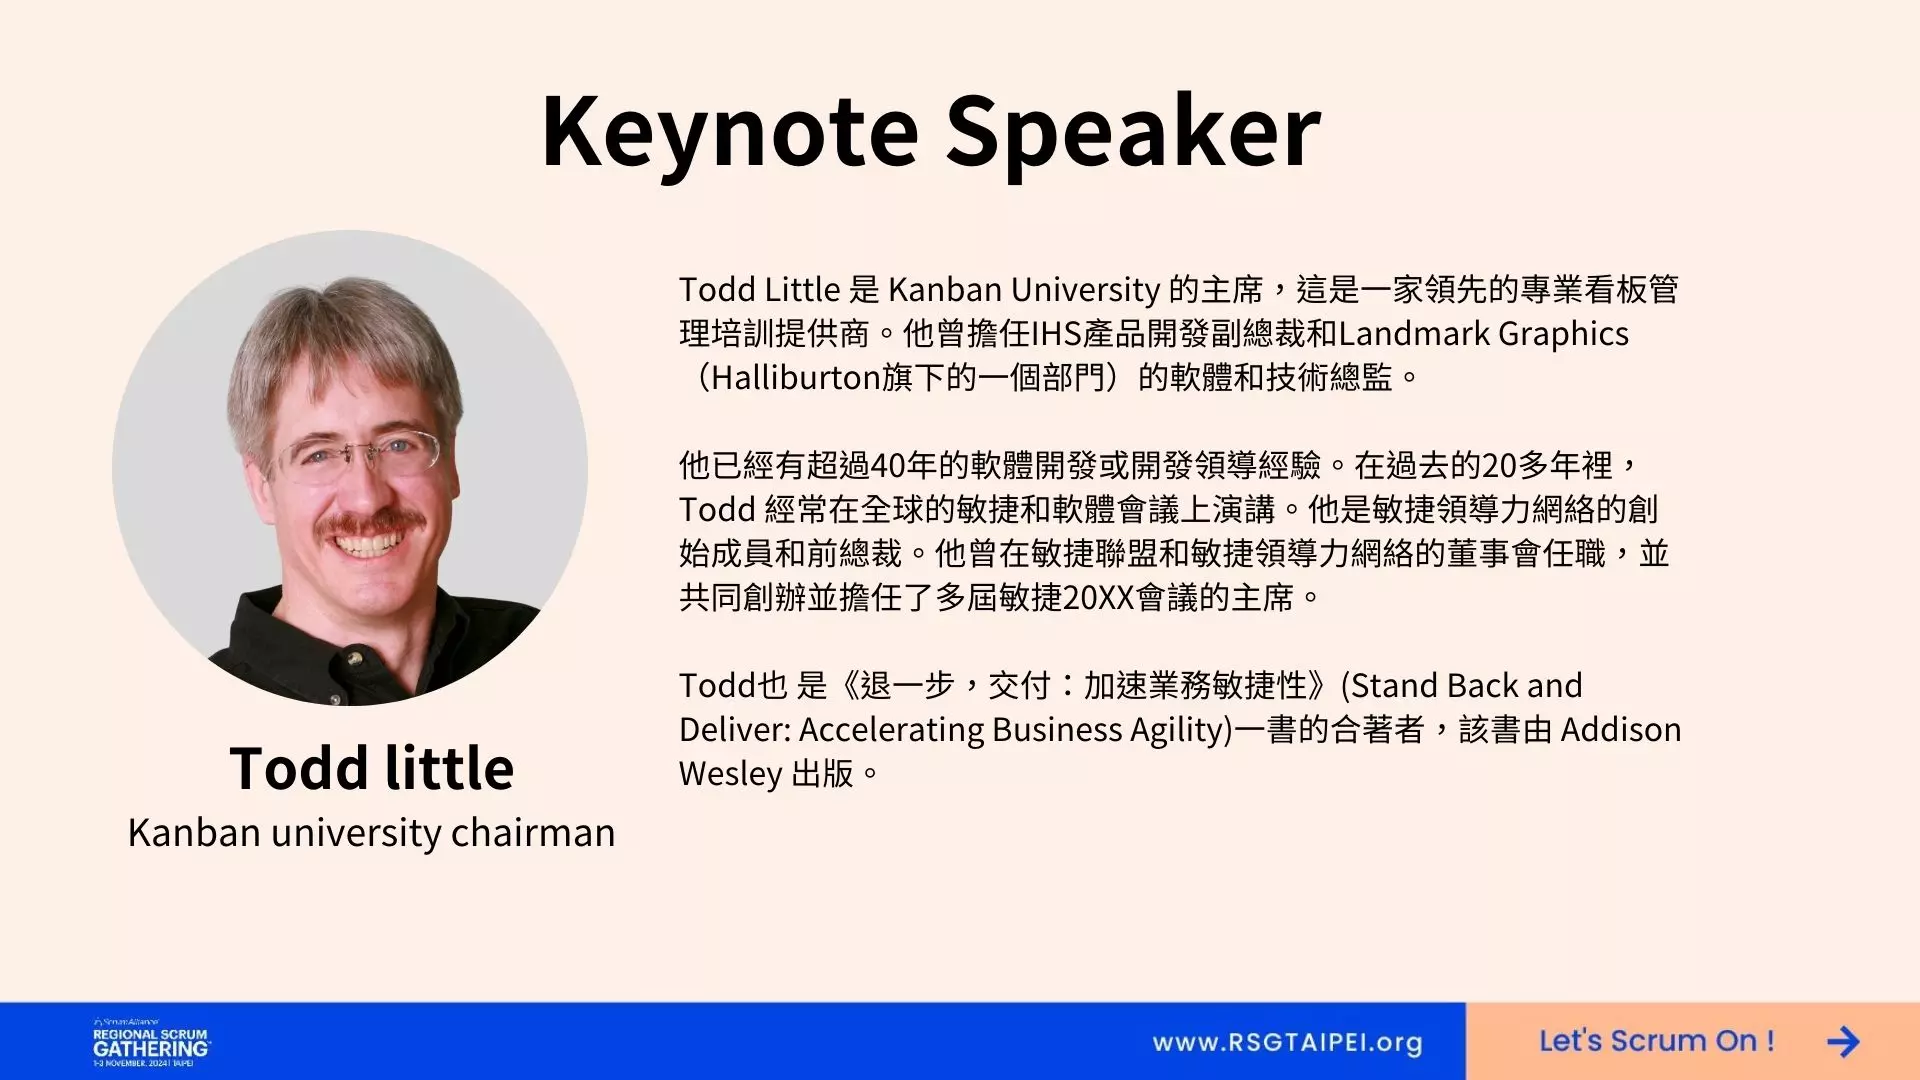 Keynote Speaker
Todd Little 是 Kanban University 的主席，這是一家領先的專業看板管
理培訓提供商。他曾擔任IHS產品開發副總裁和Landmark Graphics
（Halliburton旗下的一個部門）的軟體和技術總監。
他已經有超過40年的軟體開發或開發領導經驗。在過去的20多年裡，
Todd 經常在全球的敏捷和軟體會議上演講。他是敏捷領導力網絡的創
始成員和前總裁。他曾在敏捷聯盟和敏捷領導力網絡的董事會任職，並
共同創辦並擔任了多屆敏捷20XX會議的主席。
Todd也 是《退一步，交付：加速業務敏捷性》(Stand Back and
Deliver: Accelerating Business Agility)一書的合著者，該書由 Addison
Wesley 出版。
Todd little
Kanban university chairman
Scrum Alliance
REGIONAL SCRUM
GATHERING
1-3 NOVEMBER, 2024 | TAIPEI
www.RSGTAIPEI.org
Let's Scrum On !